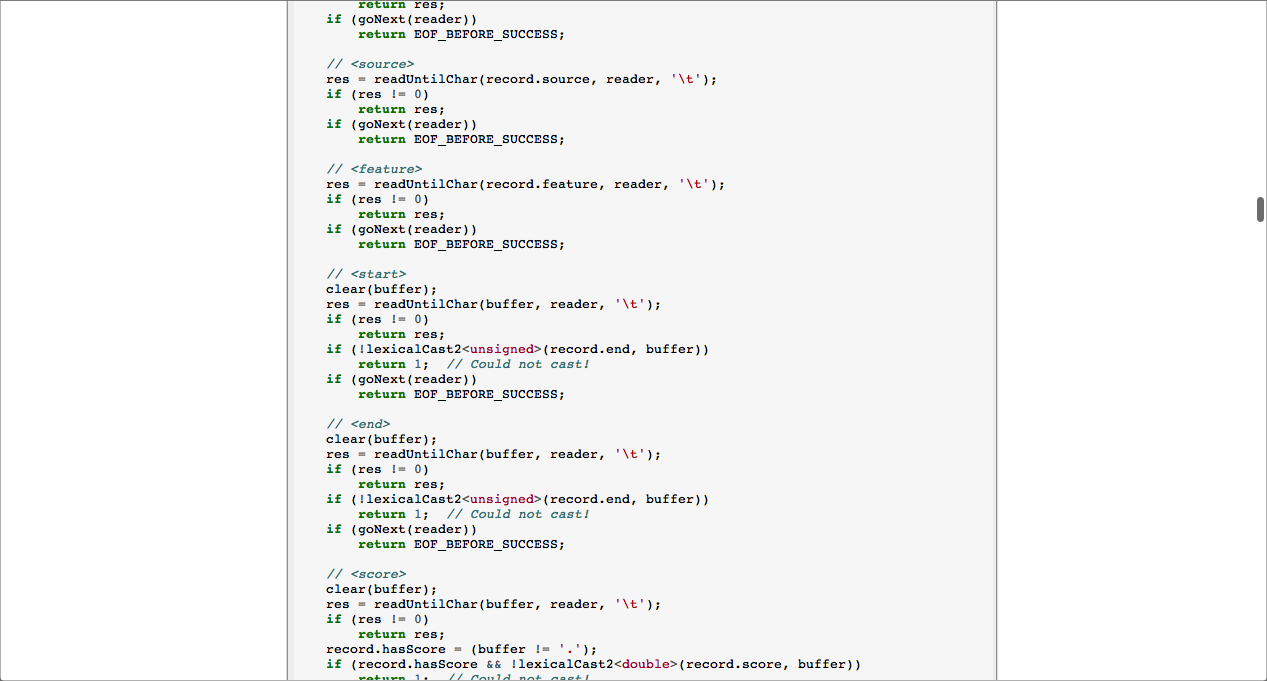 return res;
if (goNext(reader))
return EOF_BEFORE_SUCCESS;
// <source>
res = readUntilChar(record.source, reader, '\t');
if (res != 0)
return res;
if (goNext(reader))
return EOF_BEFORE_SUCCESS;
// <feature>
res = readUntilChar(record.feature, reader, '\t');
if (res != 0)
return res;
if (goNext(reader))
return EOF_BEFORE_SUCCESS;
// <start>
clear(buffer);
res = readUntilChar(buffer, reader, '\t');
if (res != 0)
return res;
if (!lexicalCast2<unsigned>(record.end, buffer))
return 1;  // Could not cast!
if (goNext(reader))
return EOF_BEFORE_SUCCESS;
// <end>
clear(buffer);
res = readUntilChar(buffer, reader, '\t');
if (res != 0)
return res;
if (!lexicalCast2<unsigned>(record.end, buffer))
return 1;  // Could not cast!
if (goNext(reader))
return EOF_BEFORE_SUCCESS;
// <score>
clear(buffer);
res = readUntilChar(buffer, reader, '\t');
if (res != 0)
return res;
record.hasScore = (buffer != '.');
if (record.hasScore && !lexicalCast2<double>(record.score, buffer))
return 1;  // Could not cast!